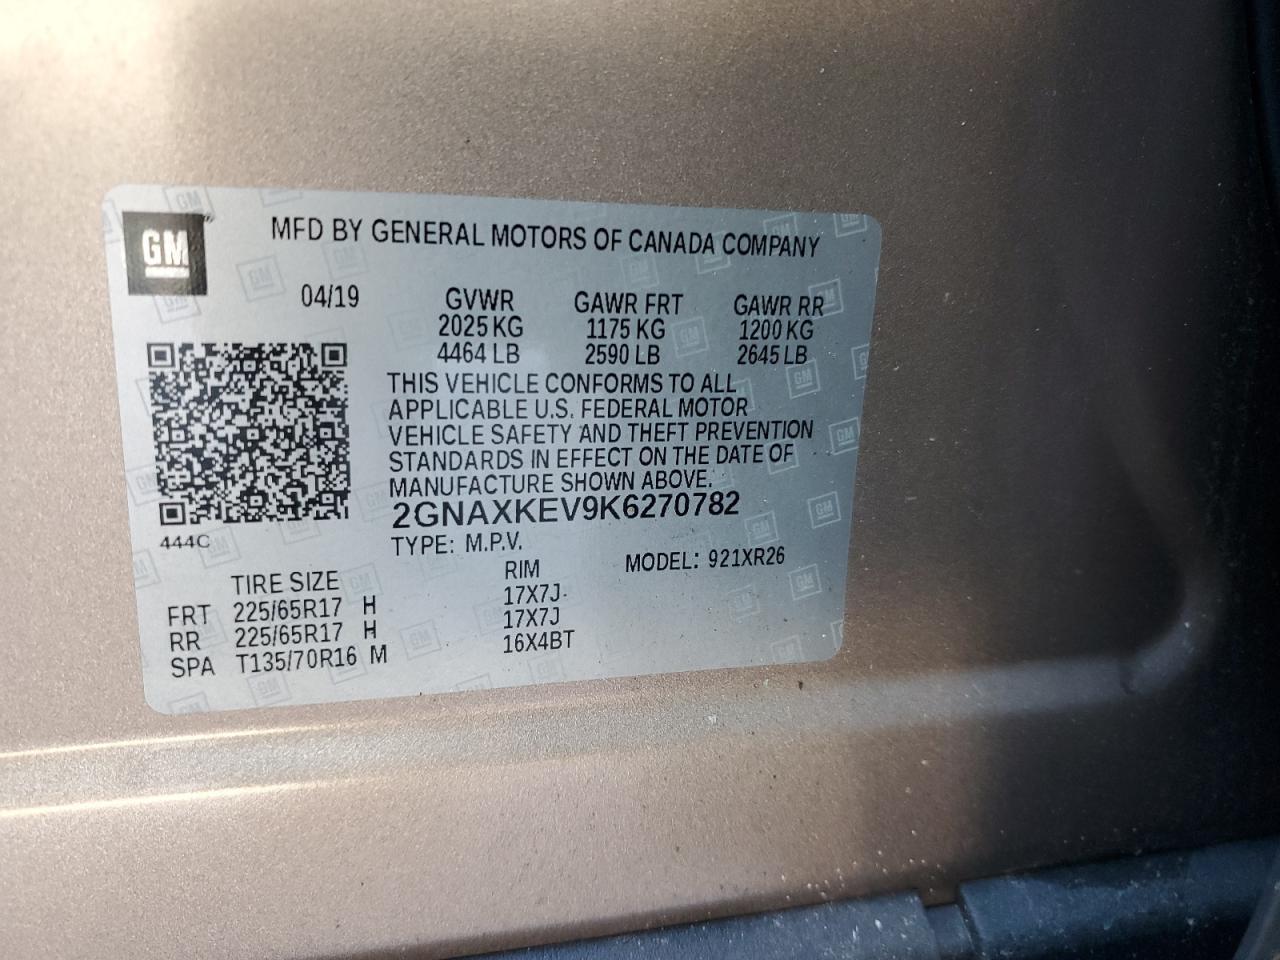 GM
MFD BY GENERAL MOTORS OF CANADA COMPANY
04/19 GVWR GAWR FRT GAWR RR
2025 KG 1175 KG 1200 KG
4464 LB 2590 LB 2645 LB
THIS VEHICLE CONFORMS TO ALL
APPLICABLE U.S. FEDERAL MOTOR
VEHICLE SAFETY AND THEFT PREVENTION
STANDARDS IN EFFECT ON THE DATE OF
MANUFACTURE SHOWN ABOVE.
2GNAXKEV9K6270782
444C
TYPE: M.P.V. MODEL: 921XR26
TIRE SIZE RIM
FRT 225/65R17 H 17X7J
RR 225/65R17 H 17X7J
SPA T135/70R16 M 16X4BT